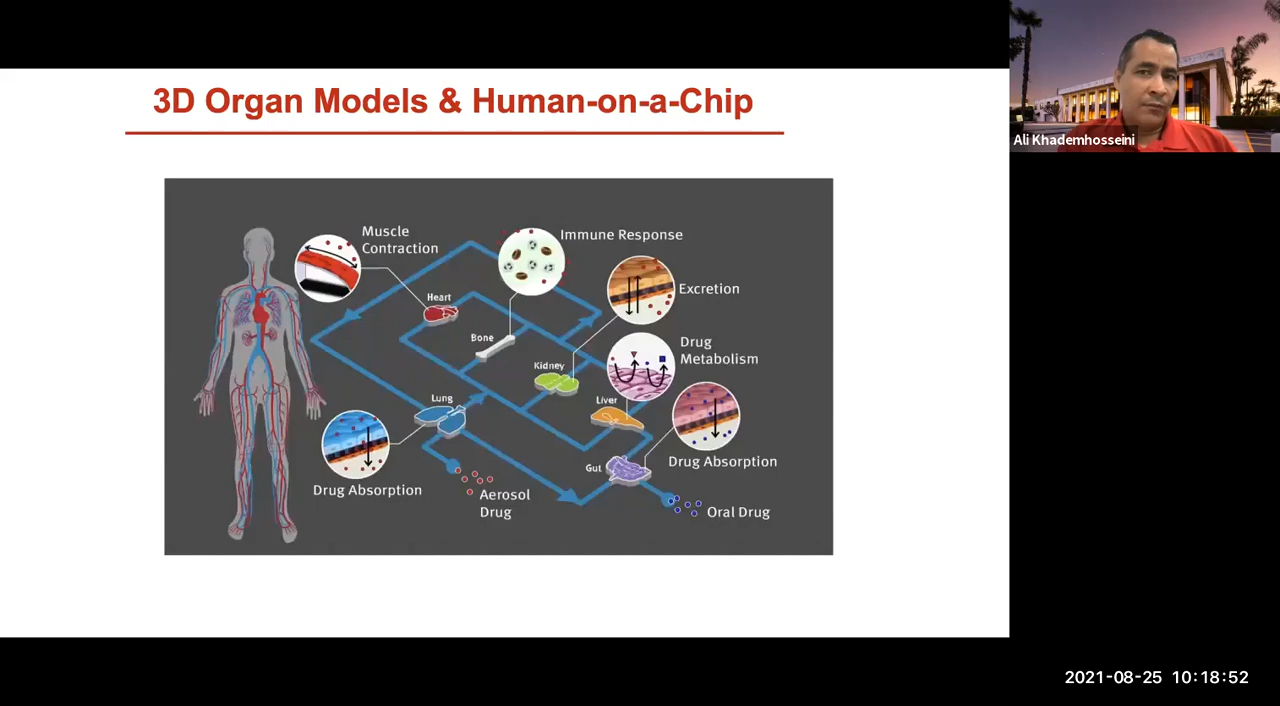 3D Organ Models & Human-on-a-Chip
Ali Khademhosseini
Muscle
Contraction
Immune Response
Excretion
Heart
Bone
Drug
Metabolism
Kidney
Lung
Liver
Drug Absorption
Gut
Drug Absorption
Aerosol
Drug
Oral Drug
2021-08-25 10:18:52